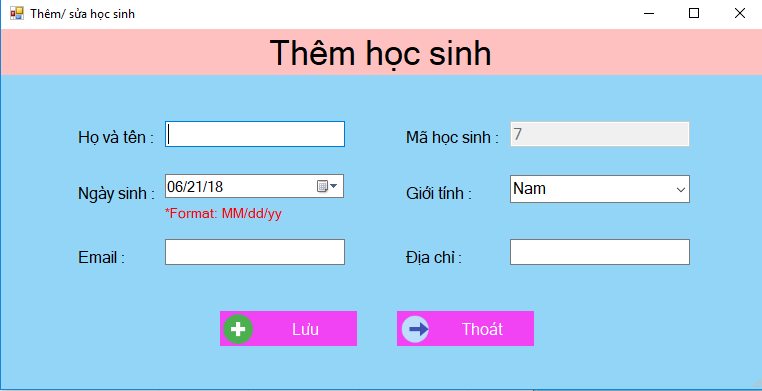 Thêm/ sửa học sinh
Thêm học sinh
Họ và tên :
Mã học sinh : 7
Ngày sinh : 06/21/18
Giới tính : Nam
*Format: MM/dd/yy
Email :
Địa chỉ :
Lưu
Thoát